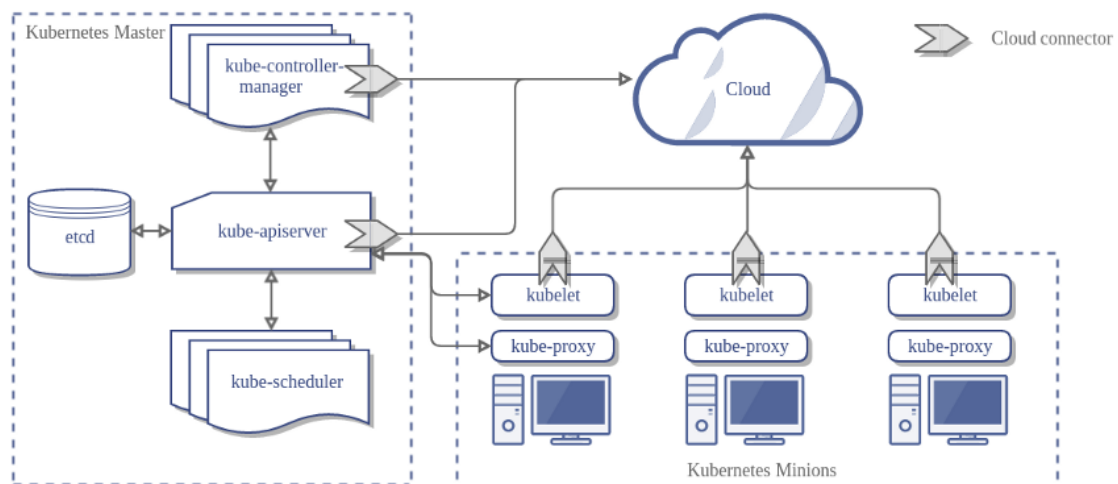 Kubernetes Master
kube-controller-
manager
Cloud
Cloud connector
etcd
kube-apiserver
kube-scheduler
kubelet
kubelet
kubelet
kube-proxy
kube-proxy
kube-proxy
Kubernetes Minions